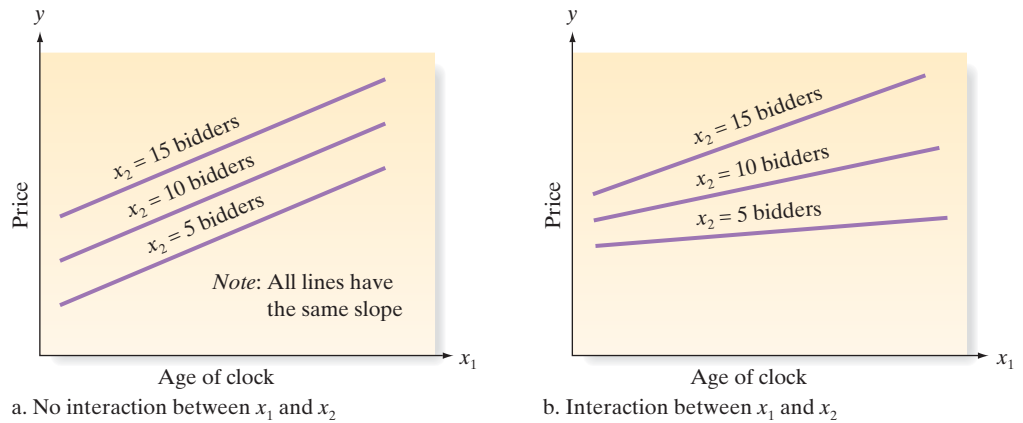 y
Price
x₂ = 15 bidders
x₂ = 10 bidders
x₂ = 5 bidders
Note: All lines have
the same slope
x₁
Age of clock
a. No interaction between x₁ and x₂
y
Price
x₂ = 15 bidders
x₂ = 10 bidders
x₂ = 5 bidders
x₁
Age of clock
b. Interaction between x₁ and x₂